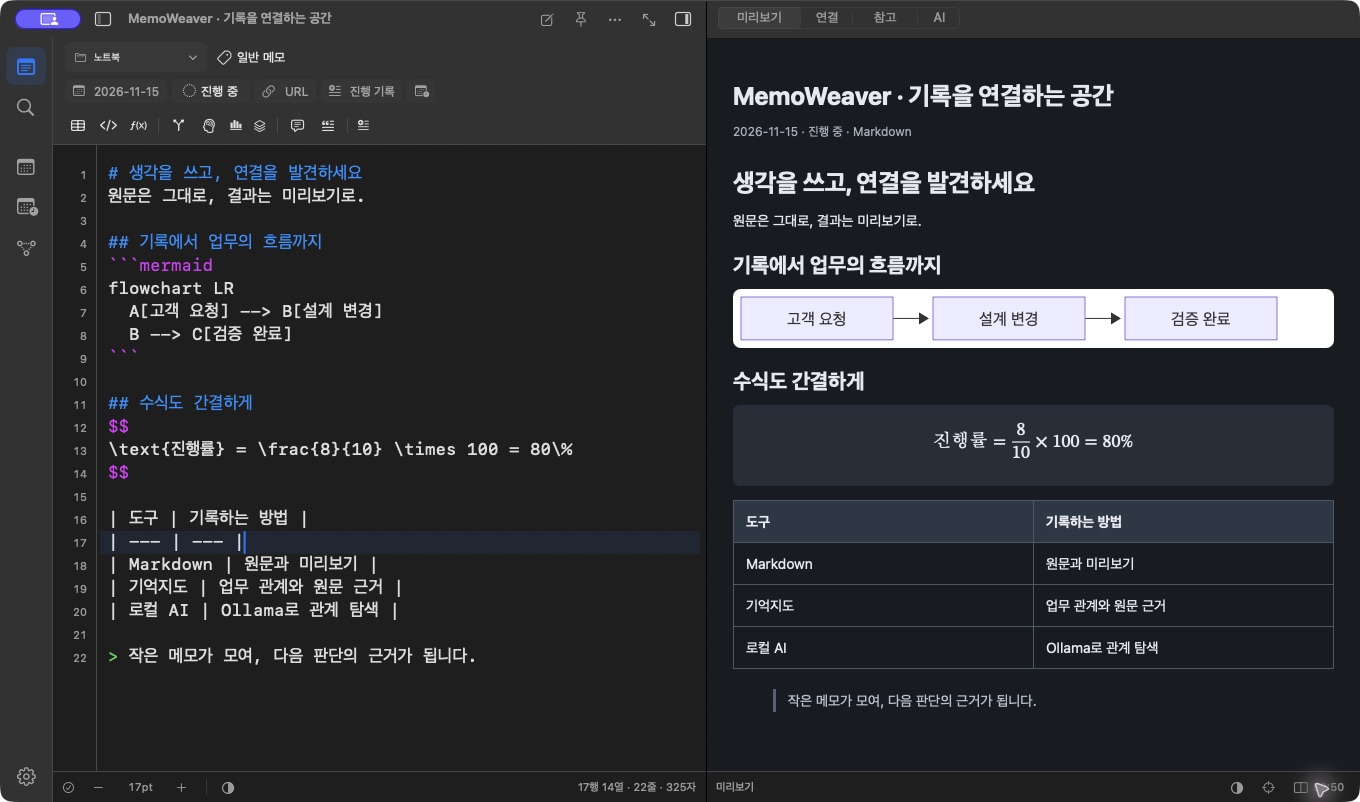 MemoWeaver · 기록을 연결하는 공간
노트북
일반 메모
2026-11-15
진행 중
URL
진행 기록
</> f(x)
1 # 생각을 쓰고, 연결을 발견하세요
2 원문은 그대로, 결과는 미리보기로.
3
4 ## 기록에서 업무의 흐름까지
5 ```mermaid
6 flowchart LR
7 A[고객 요청] --> B[설계 변경]
8 B --> C[검증 완료]
9 ```
10
11 ## 수식도 간결하게
12 $$
13 \text{진행률} = \frac{8}{10} \times 100 = 80\%
14 $$
15
16 | 도구 | 기록하는 방법 |
17 | --- | --- |
18 | Markdown | 원문과 미리보기 |
19 | 기억지도 | 업무 관계와 원문 근거 |
20 | 로컬 AI | Ollama로 관계 탐색 |
21
22 > 작은 메모가 모여, 다음 판단의 근거가 됩니다.
17pt
17행 14열 · 22줄 · 325자
미리보기 연결 참고 AI
MemoWeaver · 기록을 연결하는 공간
2026-11-15 · 진행 중 · Markdown
생각을 쓰고, 연결을 발견하세요
원문은 그대로, 결과는 미리보기로.
기록에서 업무의 흐름까지
고객 요청 설계 변경 검증 완료
수식도 간결하게
진행률 = 8/10 × 100 = 80%
도구 기록하는 방법
Markdown 원문과 미리보기
기억지도 업무 관계와 원문 근거
로컬 AI Ollama로 관계 탐색
작은 메모가 모여, 다음 판단의 근거가 됩니다.
미리보기